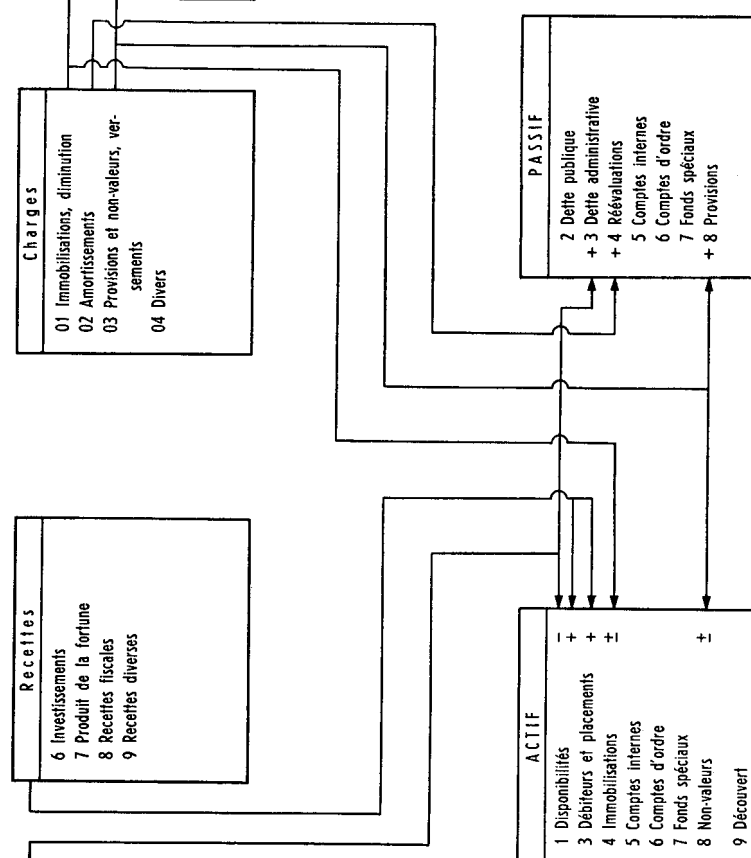 Charges
01 Immobilisations, diminution
02 Amortissements
03 Provisions et non-valeurs, ver-
sements
04 Divers
PASSIF
2 Dette publique
+ 3 Dette administrative
+ 4 Réévaluations
5 Comptes internes
6 Comptes d'ordre
7 Fonds spéciaux
+ 8 Provisions
Recettes
6 Investissements
7 Produit de la fortune
8 Recettes fiscales
9 Recettes diverses
ACTIF
1 Disponibilités –
3 Débiteurs et placements +
+
4 Immobilisations ±
5 Comptes internes
6 Comptes d'ordre
7 Fonds spéciaux
8 Non-valeurs ±
9 Découvert